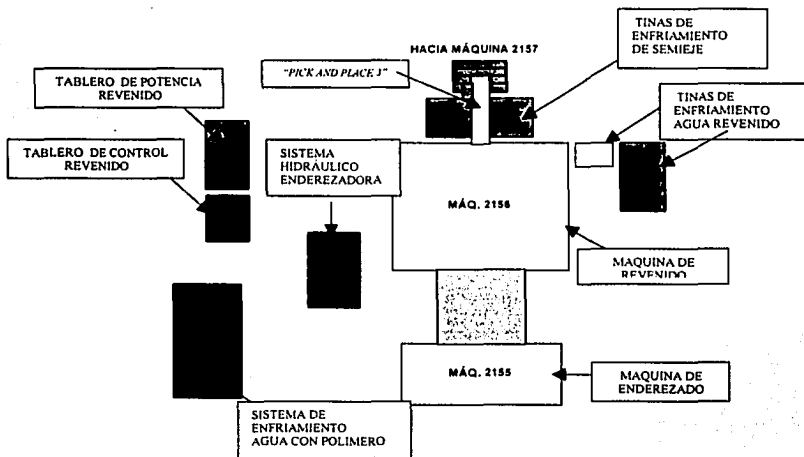 TINAS DE
ENFRIAMIENTO
DE SEMIEJE
HACIA MÁQUINA 2157
"PICK AND PLACE 3"
TABLERO DE POTENCIA
REVENIDO
TINAS DE
ENFRIAMIENTO
AGUA REVENIDO
TABLERO DE CONTROL
REVENIDO
SISTEMA
HIDRÁULICO
ENDEREZADORA
MÁQ. 2156
MAQUINA DE
REVENIDO
MÁQ. 2155
MAQUINA DE
ENDEREZADO
SISTEMA DE
ENFRIAMIENTO
AGUA CON POLIMERO